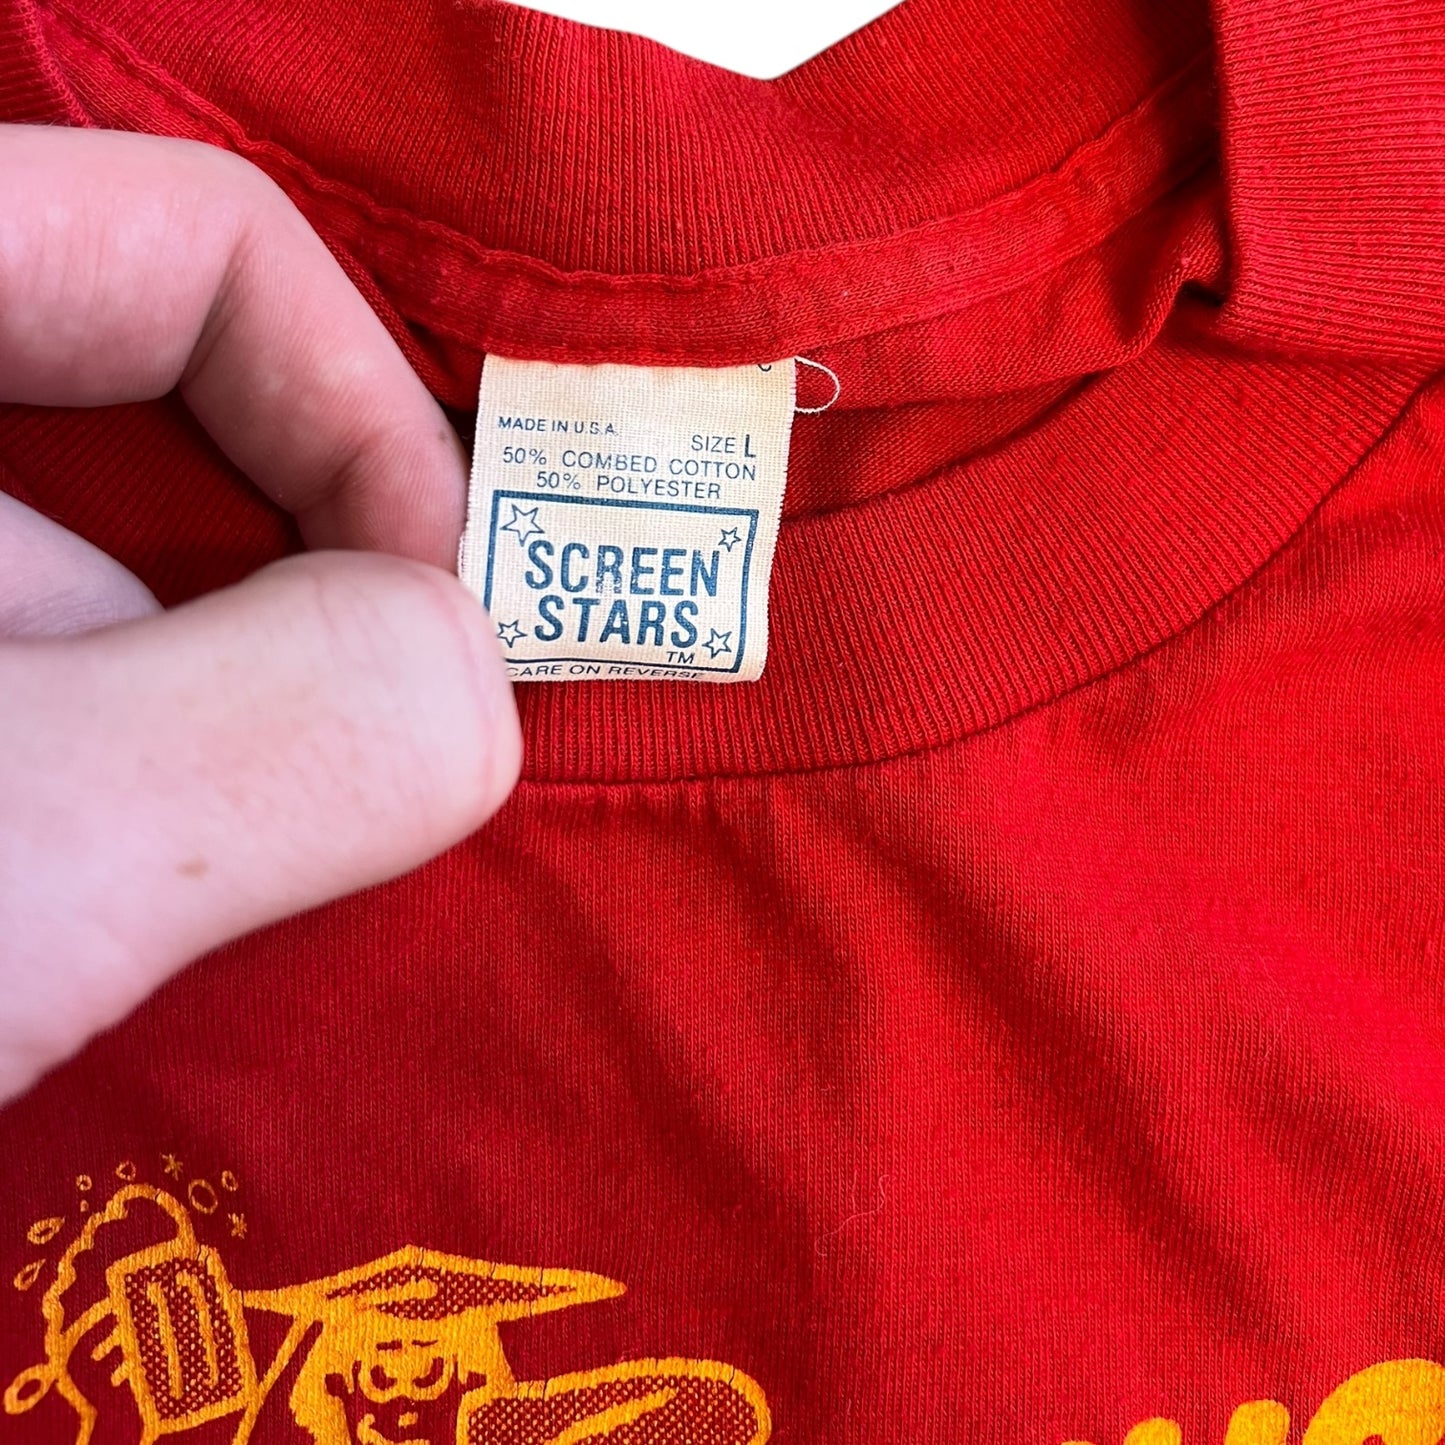 MADE IN U.S.A.
SIZE L
50% COMBED COTTON
50% POLYESTER
SCREEN
STARS
TM
CARE ON REVERSE